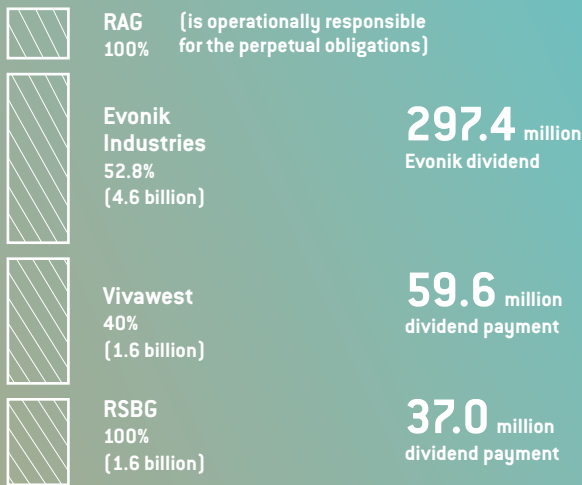 RAG (is operationally responsible
100% for the perpetual obligations)
Evonik
Industries
52.8%
(4.6 billion)
297.4 million
Evonik dividend
Vivawest
40%
(1.6 billion)
59.6 million
dividend payment
RSBG
100%
(1.6 billion)
37.0 million
dividend payment